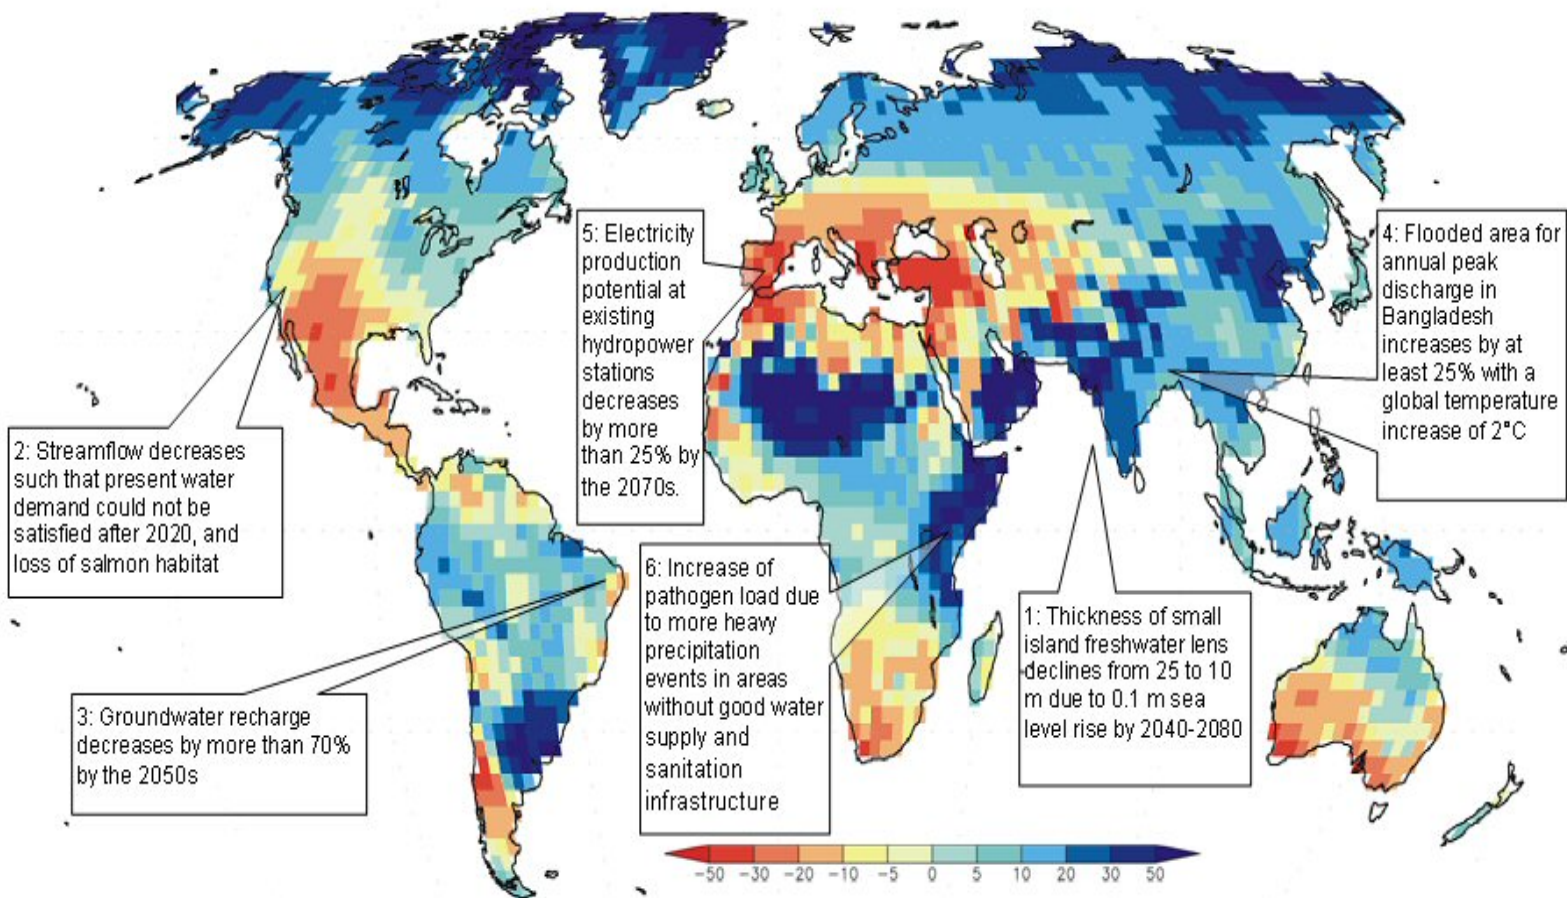 5: Electricity
production
potential at
existing
hydropower
stations
decreases
by more
than 25% by
the 2070s.
4: Flooded area for
annual peak
discharge in
Bangladesh
increases by at
least 25% with a
global temperature
increase of 2°C
2: Streamflow decreases
such that present water
demand could not be
satisfied after 2020, and
loss of salmon habitat
6: Increase of
pathogen load due
to more heavy
precipitation
events in areas
without good water
supply and
sanitation
infrastructure
1: Thickness of small
island freshwater lens
declines from 25 to 10
m due to 0.1 m sea
level rise by 2040-2080
3: Groundwater recharge
decreases by more than 70%
by the 2050s
-50 -30 -20 -10 -5 0 5 10 20 30 50